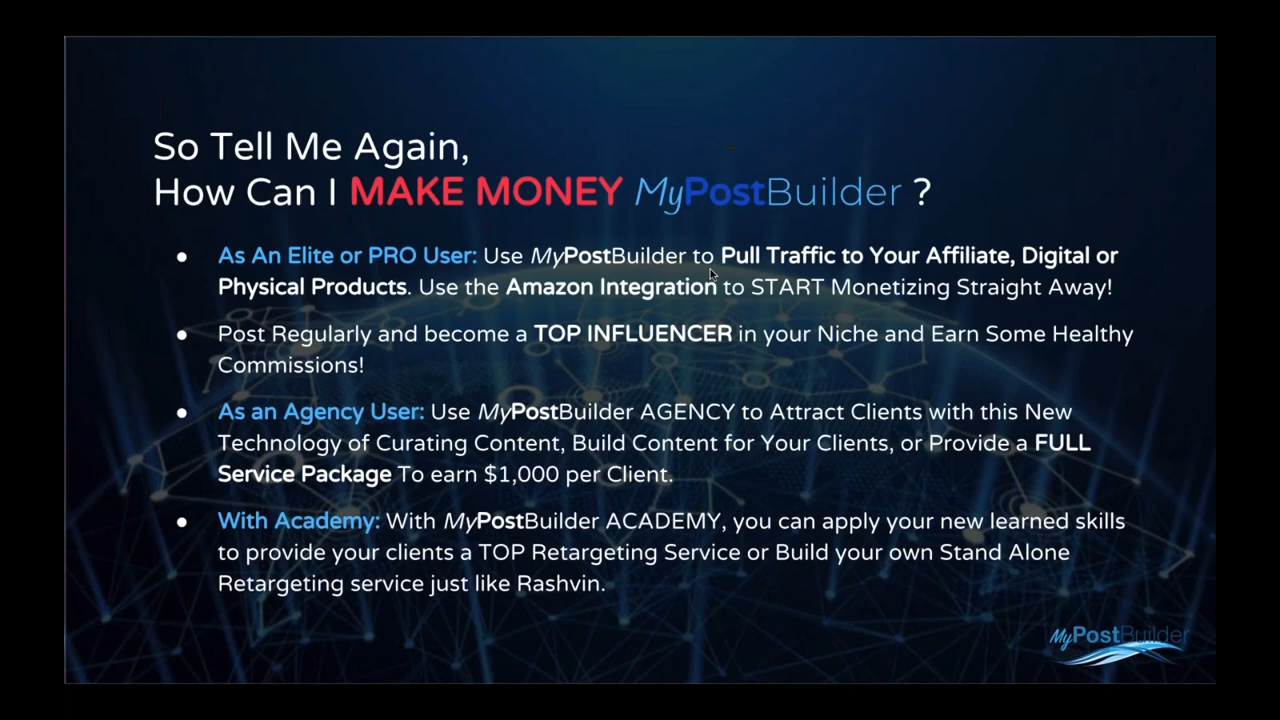 So Tell Me Again,
How Can I MAKE MONEY MyPostBuilder ?
● As An Elite or PRO User: Use MyPostBuilder to Pull Traffic to Your Affiliate, Digital or
Physical Products. Use the Amazon Integration to START Monetizing Straight Away!
● Post Regularly and become a TOP INFLUENCER in your Niche and Earn Some Healthy
Commissions!
● As an Agency User: Use MyPostBuilder AGENCY to Attract Clients with this New
Technology of Curating Content, Build Content for Your Clients, or Provide a FULL
Service Package To earn $1,000 per Client.
● With Academy: With MyPostBuilder ACADEMY, you can apply your new learned skills
to provide your clients a TOP Retargeting Service or Build your own Stand Alone
Retargeting service just like Rashvin.
MyPostBuilder